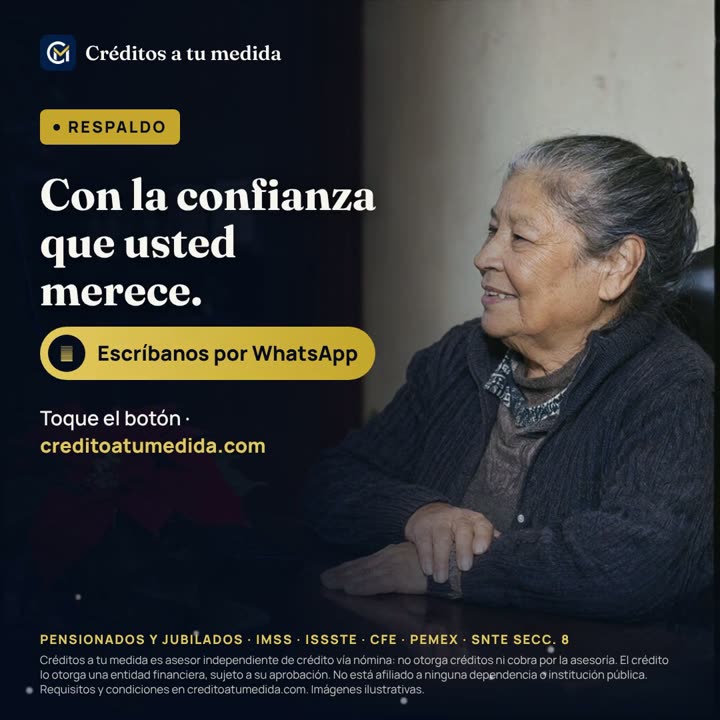 Créditos a tu medida
• RESPALDO
Con la confianza
que usted
merece.
Escríbanos por WhatsApp
Toque el botón ·
creditoatumedida.com
PENSIONADOS Y JUBILADOS · IMSS · ISSSTE · CFE · PEMEX · SNTE SECC. 8
Créditos a tu medida es asesor independiente de crédito vía nómina: no otorga créditos ni cobra por la asesoría. El crédito
lo otorga una entidad financiera, sujeto a su aprobación. No está afiliado a ninguna dependencia o institución pública.
Requisitos y condiciones en creditoatumedida.com. Imágenes ilustrativas.